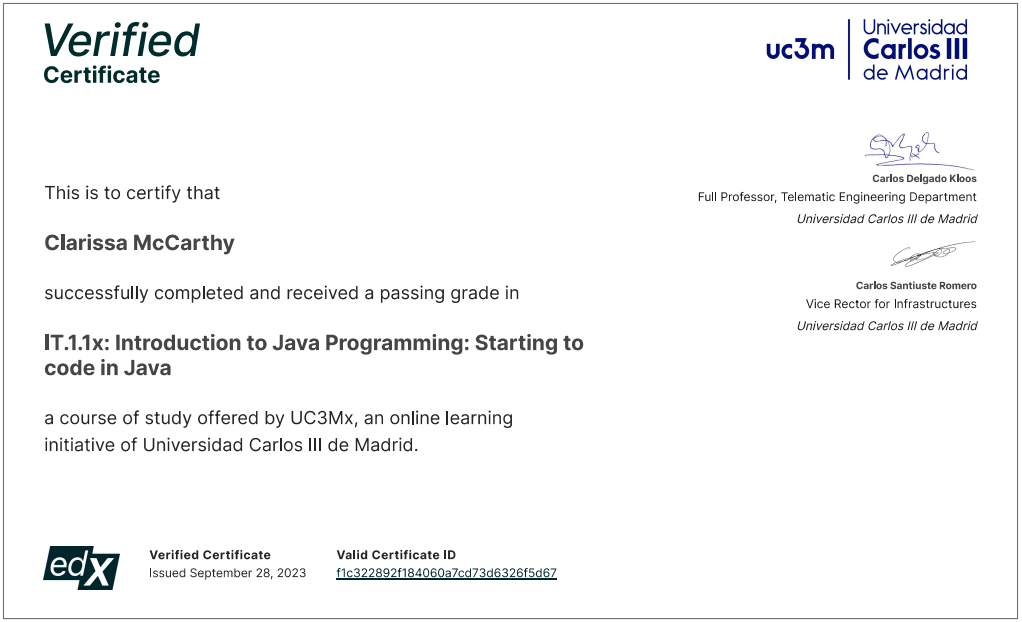 Verified
Certificate
uc3m
Universidad
Carlos III
de Madrid
Carlos Delgado Kloos
Full Professor, Telematic Engineering Department
Universidad Carlos III de Madrid
Carlos Santiuste Romero
Vice Rector for Infrastructures
Universidad Carlos III de Madrid
This is to certify that
Clarissa McCarthy
successfully completed and received a passing grade in
IT.1.1x: Introduction to Java Programming: Starting to
code in Java
a course of study offered by UC3Mx, an online learning
initiative of Universidad Carlos III de Madrid.
edX
Verified Certificate
Issued September 28, 2023
Valid Certificate ID
f1c322892f184060a7cd73d6326f5d67